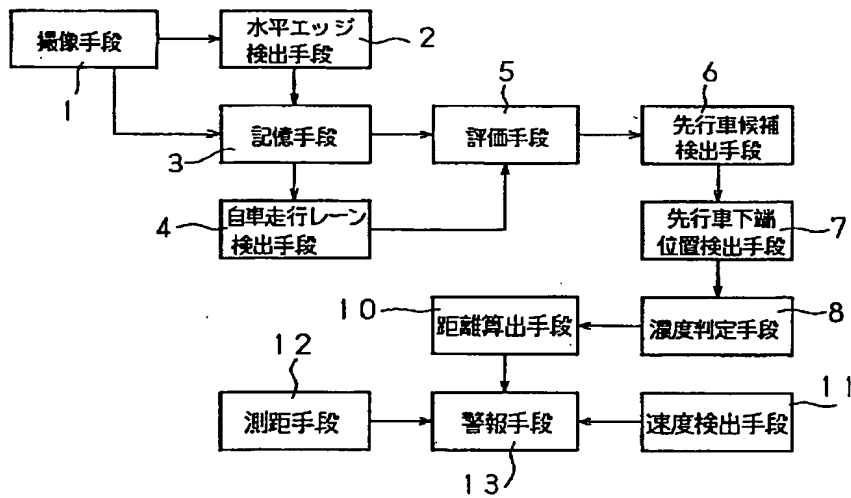 撮像手段
1
水平エッジ
検出手段
2
記憶手段
3
自車走行レーン
検出手段
4
評価手段
5
先行車候補
検出手段
6
先行車下端
位置検出手段
7
濃度判定手段
8
距離算出手段
10
測距手段
12
警報手段
13
速度検出手段
11